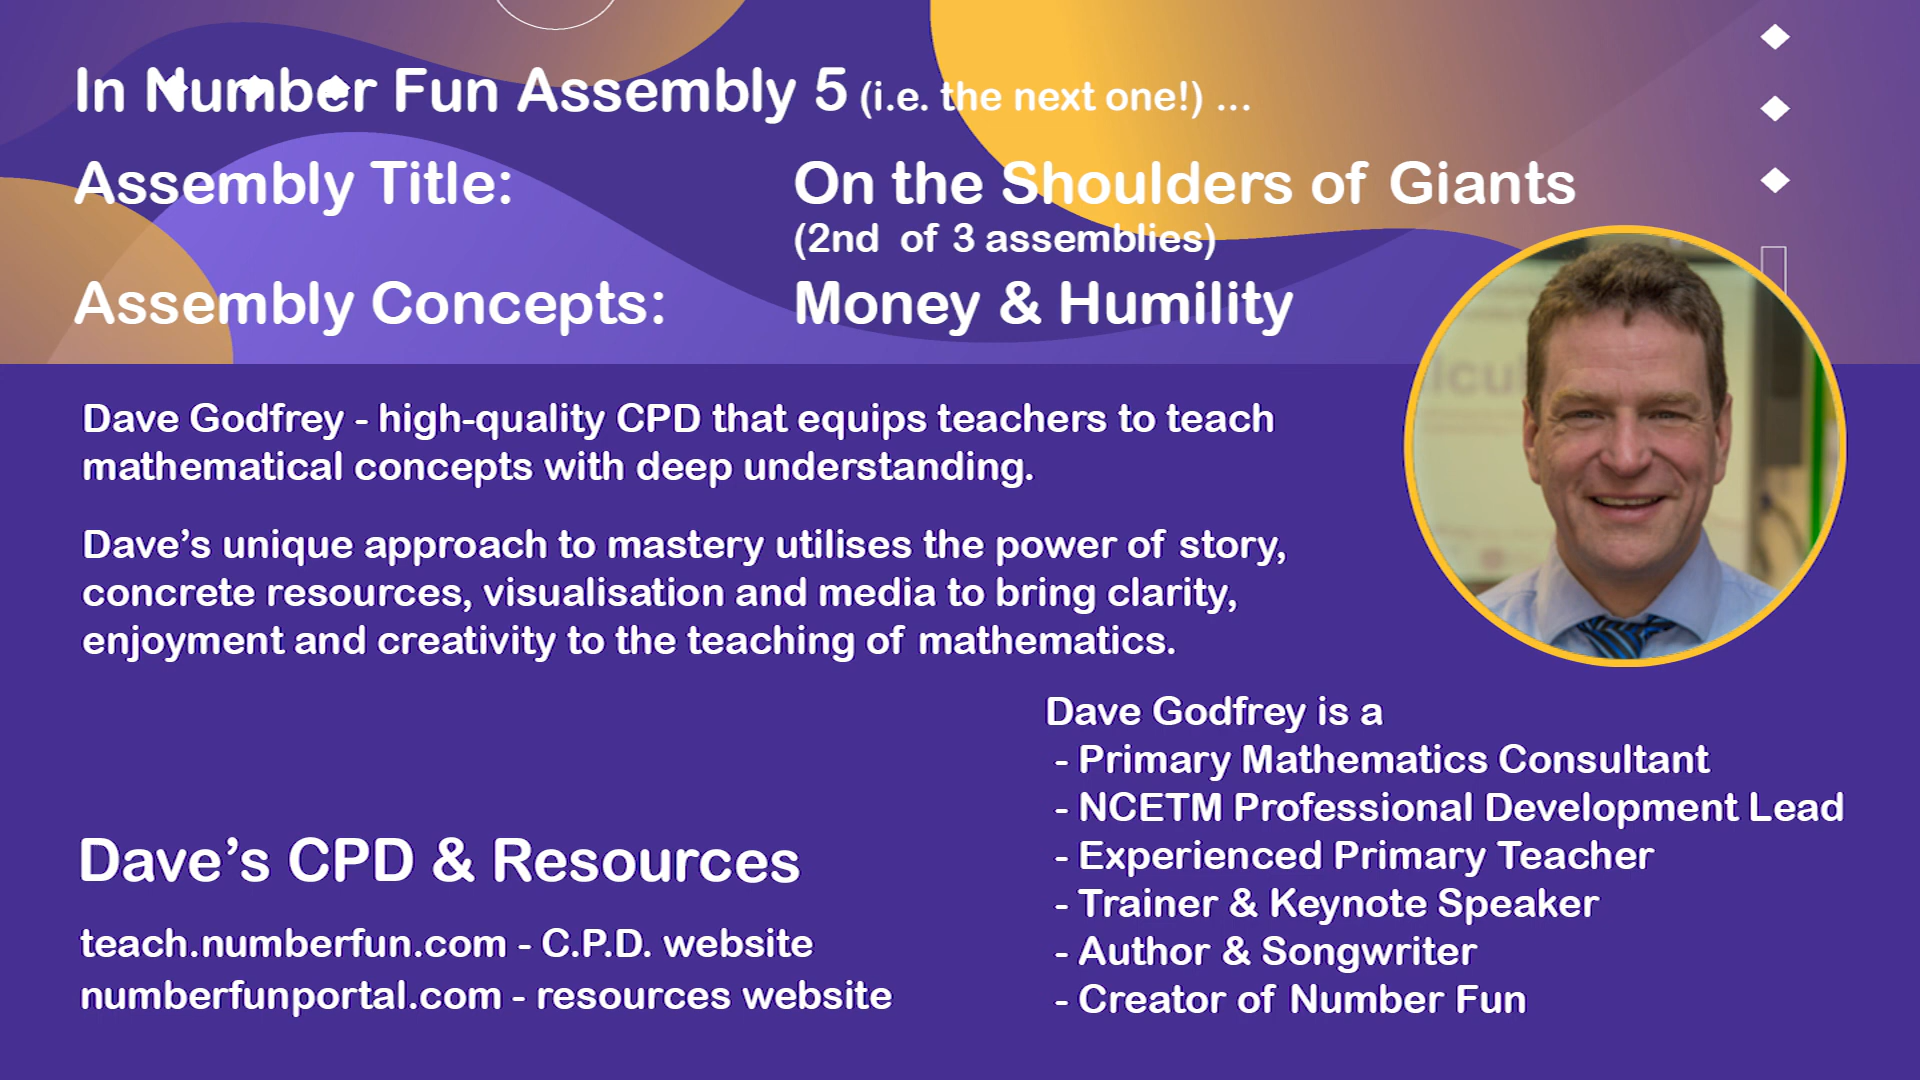 In Number Fun Assembly 5 (i.e. the next one!) ...
Assembly Title: On the Shoulders of Giants
(2nd of 3 assemblies)
Assembly Concepts: Money & Humility
Dave Godfrey - high-quality CPD that equips teachers to teach
mathematical concepts with deep understanding.
Dave's unique approach to mastery utilises the power of story,
concrete resources, visualisation and media to bring clarity,
enjoyment and creativity to the teaching of mathematics.
Dave Godfrey is a
- Primary Mathematics Consultant
- NCETM Professional Development Lead
- Experienced Primary Teacher
- Trainer & Keynote Speaker
- Author & Songwriter
- Creator of Number Fun
Dave's CPD & Resources
teach.numberfun.com - C.P.D. website
numberfunportal.com - resources website